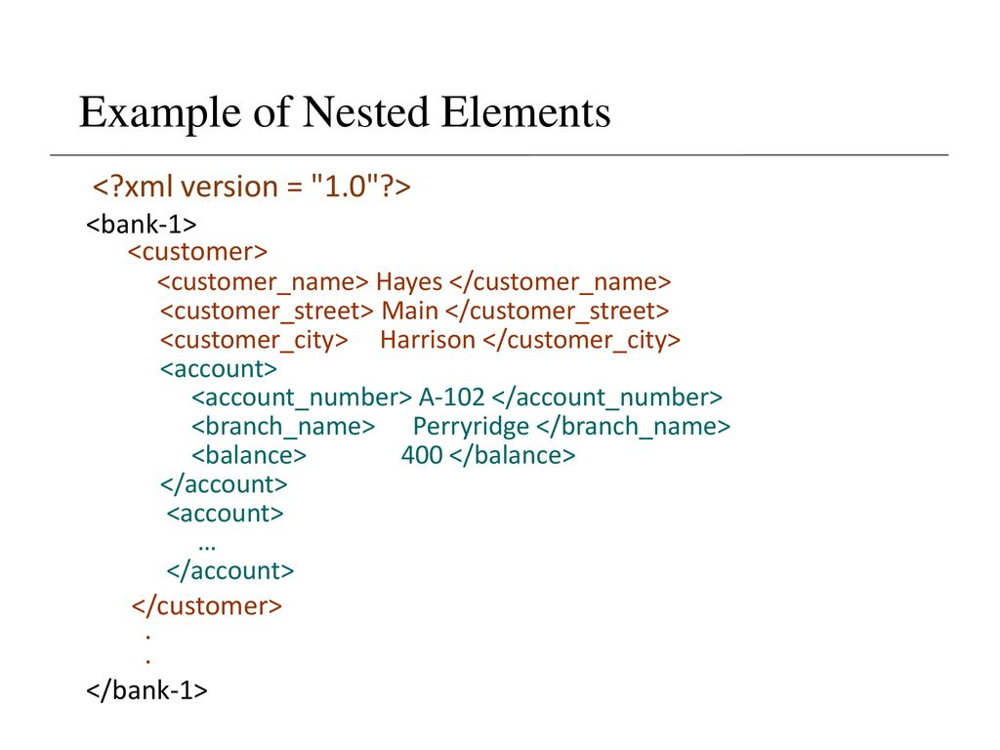 Example of Nested Elements
<?xml version = "1.0"?>
<bank-1>
<customer>
<customer_name> Hayes </customer_name>
<customer_street> Main </customer_street>
<customer_city> Harrison </customer_city>
<account>
<account_number> A-102 </account_number>
<branch_name> Perryridge </branch_name>
<balance> 400 </balance>
</account>
<account>
…
</account>
</customer>
.
.
</bank-1>